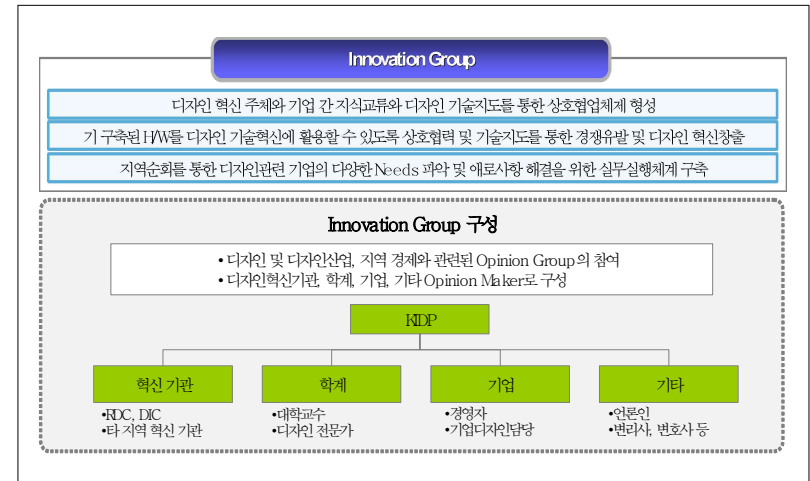 Innovation Group
디자인 혁신 주체와 기업 간 지식교류와 디자인 기술지도를 통한 상호협업체제 형성
기 구축된 H/W를 디자인 기술혁신에 활용할 수 있도록 상호협력 및 기술지도를 통한 경쟁유발 및 디자인 혁신창출
지역순회를 통한 디자인관련 기업의 다양한 Needs 파악 및 애로사항 해결을 위한 실무실행체계 구축
Innovation Group 구성
•디자인 및 디자인산업, 지역 경제와 관련된 Opinion Group의 참여
•디자인혁신기관, 학계, 기업, 기타 Opinion Maker로 구성
KIDP
혁신 기관
학계
기업
기타
•RDC, DIC
•타 지역 혁신 기관
•대학교수
•디자인 전문가
•경영자
•기업디자인담당
•언론인
•변리사, 변호사 등